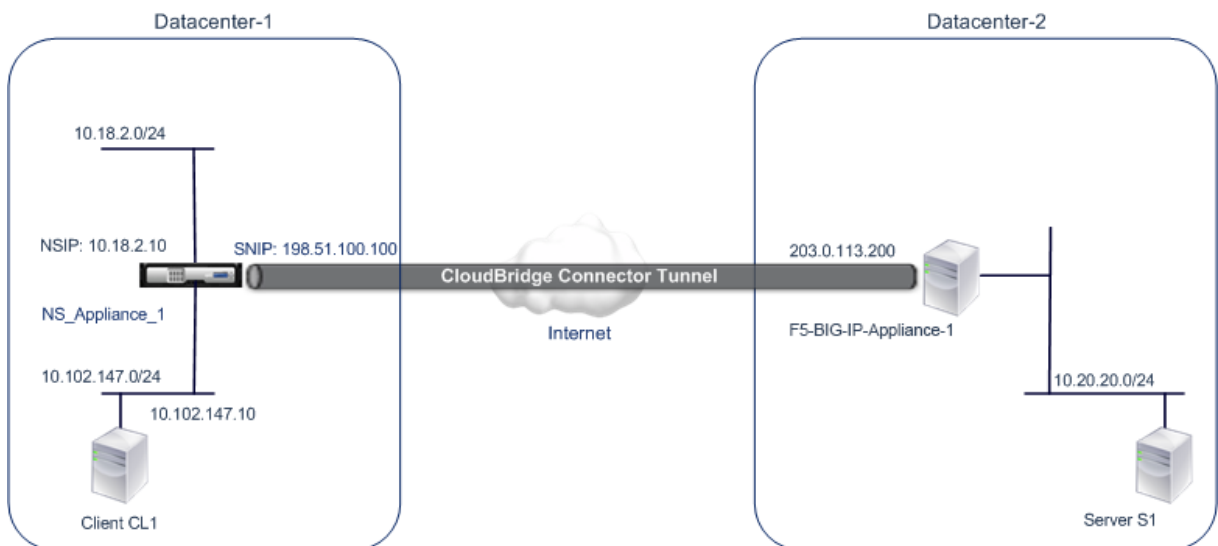 Datacenter-1
Datacenter-2
10.18.2.0/24
NSIP: 10.18.2.10
SNIP: 198.51.100.100
203.0.113.200
CloudBridge Connector Tunnel
NS_Appliance_1
Internet
F5-BIG-IP-Appliance-1
10.102.147.0/24
10.20.20.0/24
10.102.147.10
Client CL1
Server S1